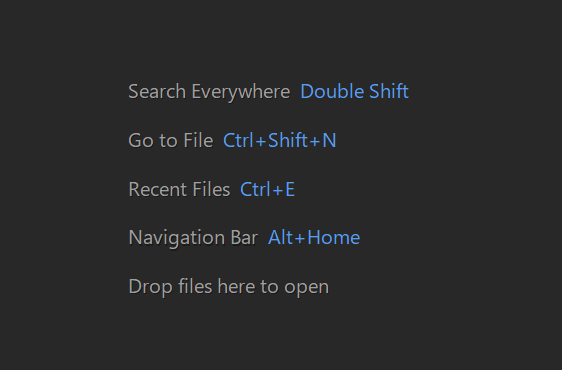 Search Everywhere Double Shift
Go to File Ctrl+Shift+N
Recent Files Ctrl+E
Navigation Bar Alt+Home
Drop files here to open